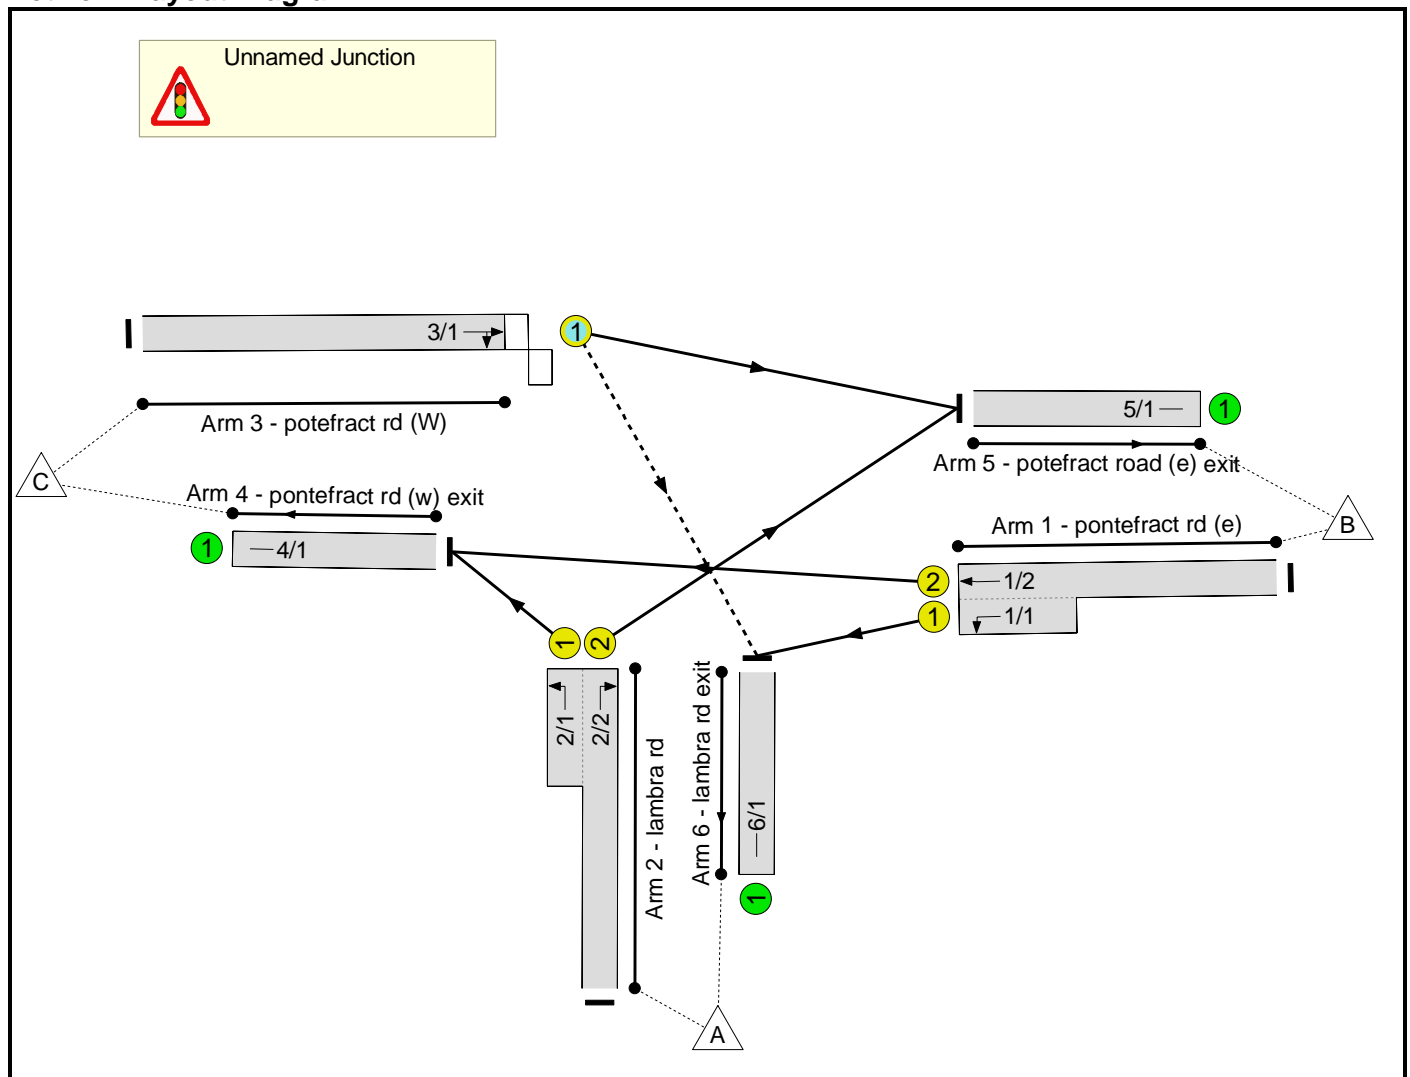 Unnamed Junction
3/1
1
Arm 3 - potefract rd (W)
5/1
1
Arm 5 - potefract road (e) exit
C
Arm 4 - pontefract rd (w) exit
B
Arm 1 - pontefract rd (e)
1
4/1
2
1/2
1
1/1
1
2
2/1
2/2
Arm 2 - lambra rd
Arm 6 - lambra rd exit
6/1
1
A